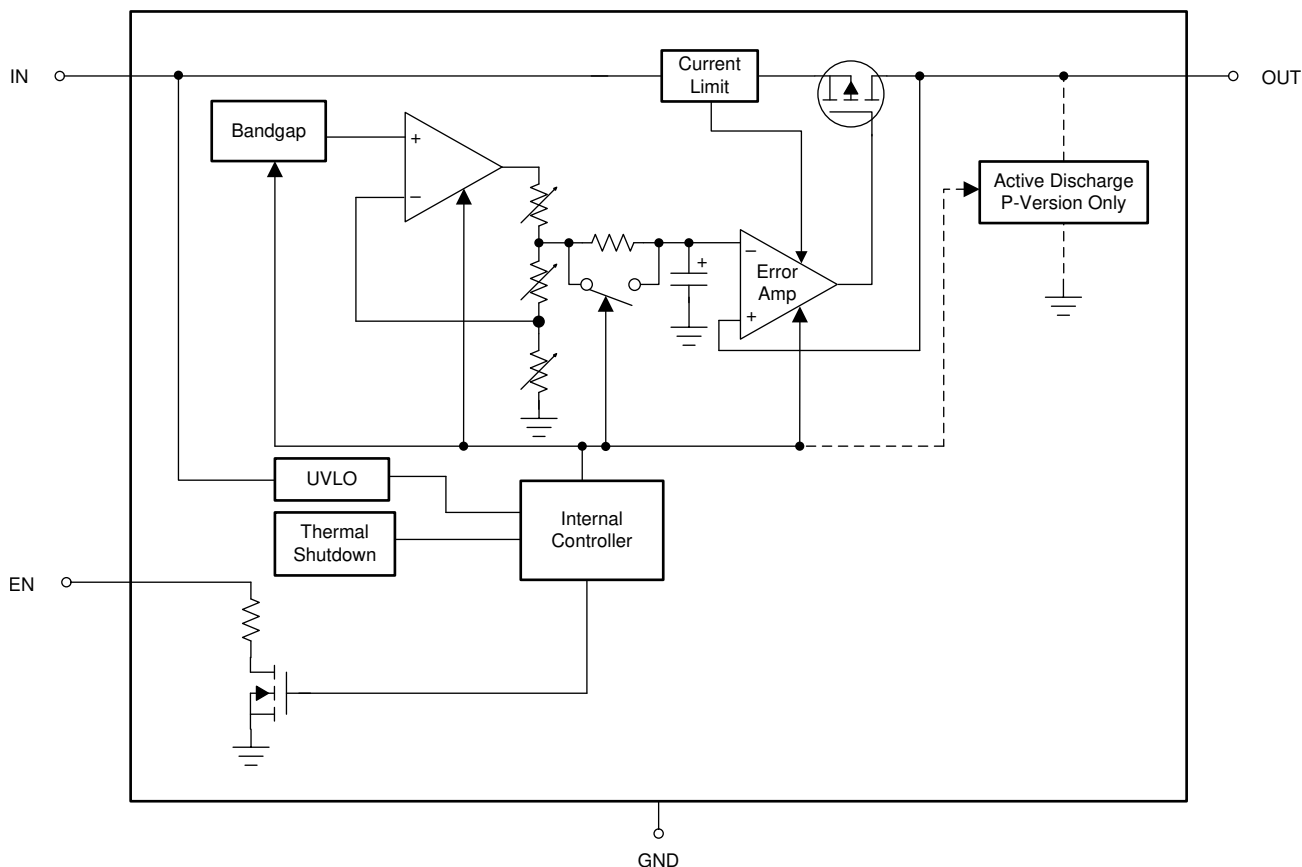 IN
Current
Limit
OUT
Bandgap
+
−
Active Discharge
P-Version Only
+
−
Error
Amp
+
UVLO
Internal
Controller
Thermal
Shutdown
EN
GND